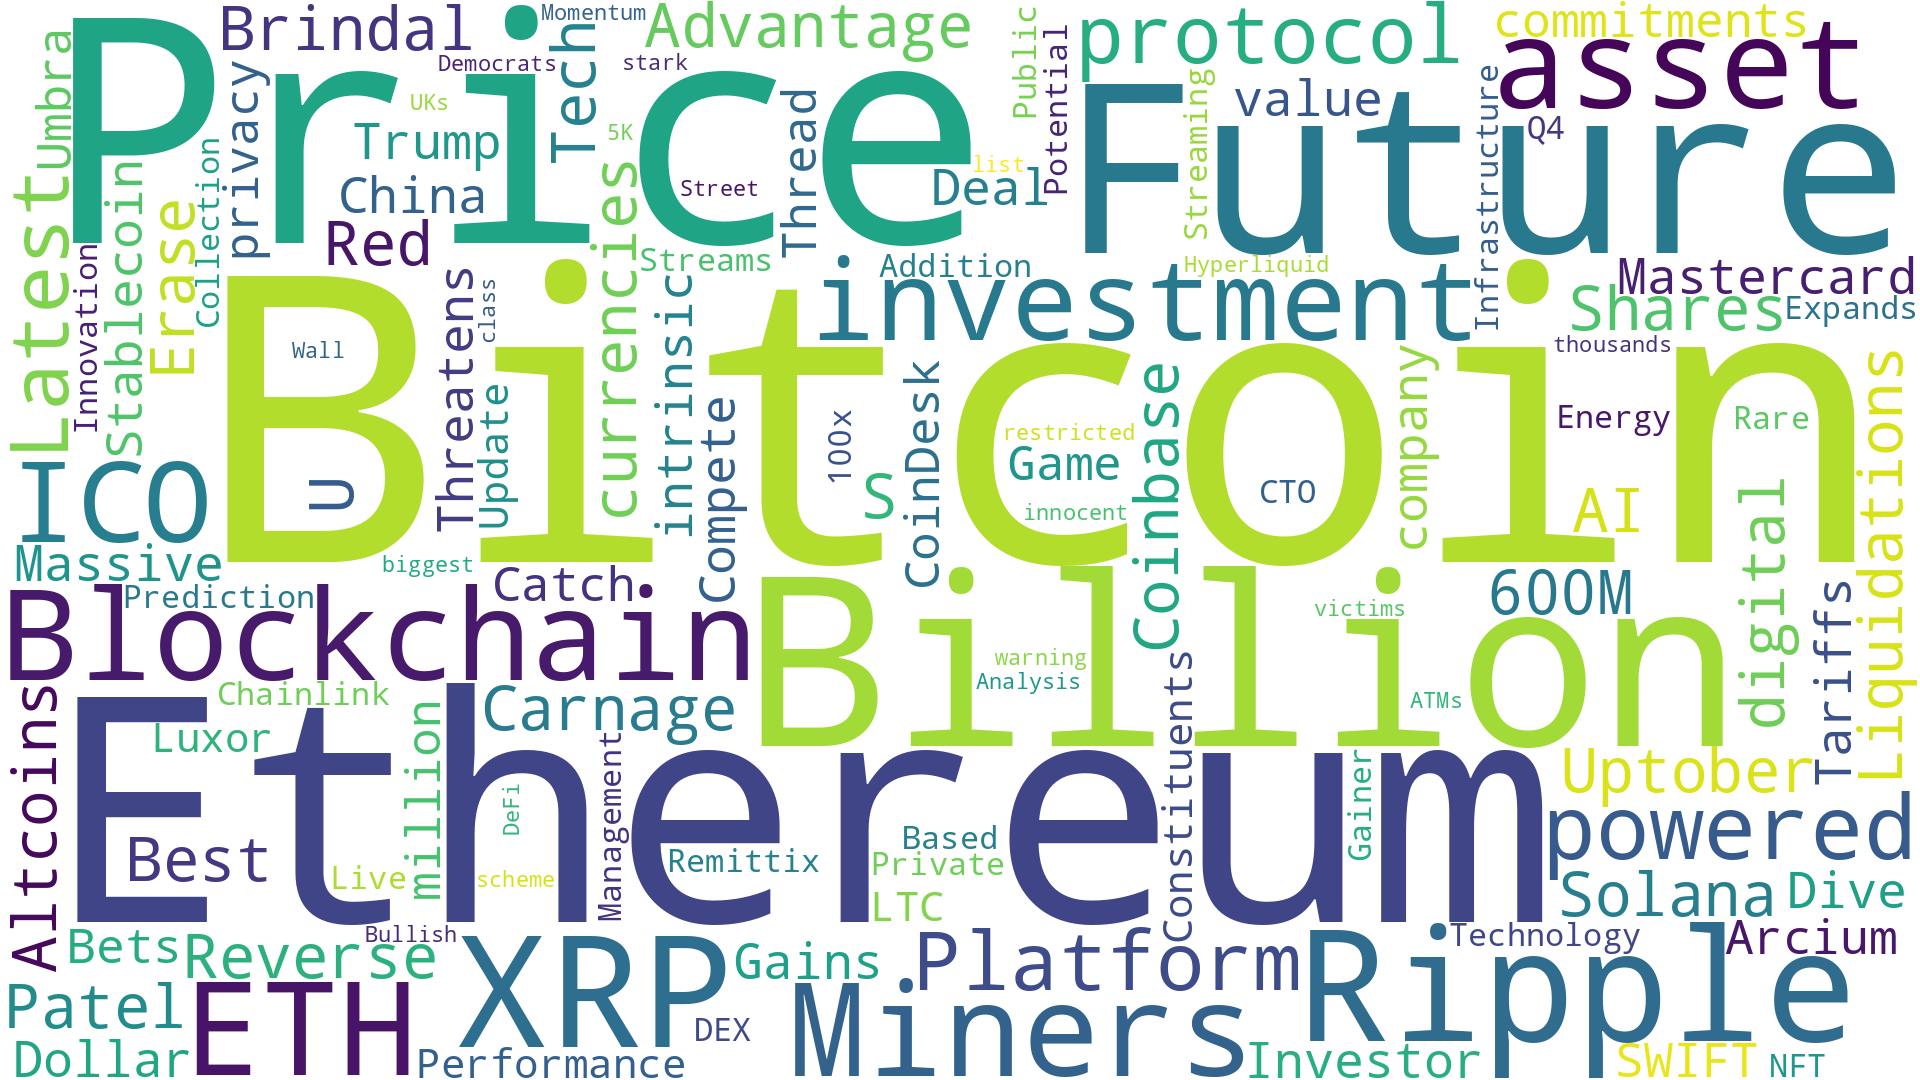 Price
Future
Bitcoin
Billion
Ethereum
Brindal
Momentum
Advantage
protocol
commitments
asset
Democrats
stark
Tech
Umbra
UKs
Trump
5K
Thread
Public
Potential
Streaming
value
Infrastructure
Q4
privacy
China
Street
list
Deal
Latest
Collection
Erase
Stablecoin
Innovation
Red
currencies
Streams
Addition
investment
Hyperliquid
Mastercard
Shares
Expands
Wall
Threatens
class
Update
intrinsic
Compete
100x
CoinDesk
restricted
Game
innocent
Coinbase
CTO
company
thousands
Energy
Rare
AI
digital
Liquidations
ICO
U
S
Massive
Prediction
biggest
Catch
Blockchain
600M
victims
warning
Analysis
ATMs
Tariffs
Altcoins
Chainlink
Luxor
Carnage
million
Management
DeFi
Constituents
Gainer
Uptober
powered
Best
Live
scheme
Remittix
Based
Private
LTC
Solana
Dive
Bets
Reverse
Bullish
XRP
Gains
Platform
Ripple
Technology
Arcium
Patel
ETH
DEX
Miners
Dollar
Performance
Investor
SWIFT
NFT